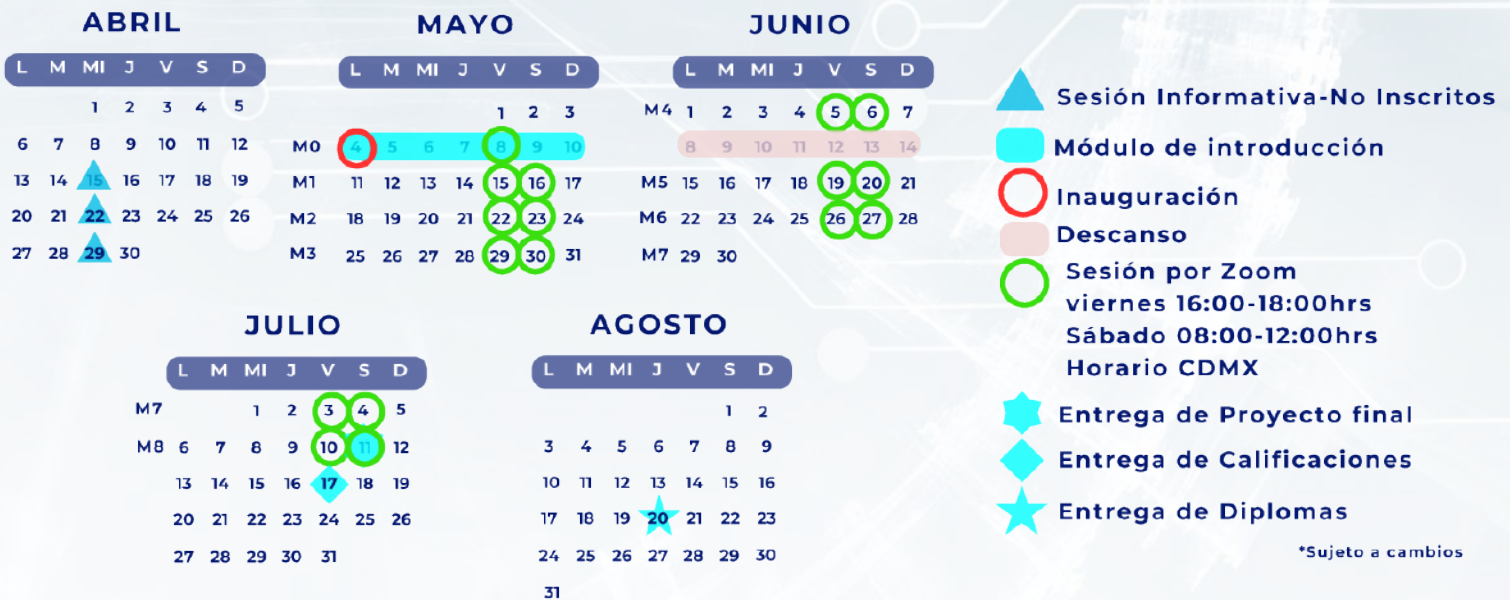 ABRIL
L M MI J V S D
1 2 3 4 5
6 7 8 9 10 11 12
13 14 15 16 17 18 19
20 21 22 23 24 25 26
27 28 29 30
MAYO
L M MI J V S D
1 2 3
M0 4 5 6 7 8 9 10
M1 11 12 13 14 15 16 17
M2 18 19 20 21 22 23 24
M3 25 26 27 28 29 30 31
JUNIO
L M MI J V S D
M4 1 2 3 4 5 6 7
8 9 10 11 12 13 14
M5 15 16 17 18 19 20 21
M6 22 23 24 25 26 27 28
M7 29 30
JULIO
L M MI J V S D
M7 1 2 3 4 5
M8 6 7 8 9 10 11 12
13 14 15 16 17 18 19
20 21 22 23 24 25 26
27 28 29 30 31
AGOSTO
L M MI J V S D
1 2
3 4 5 6 7 8 9
10 11 12 13 14 15 16
17 18 19 20 21 22 23
24 25 26 27 28 29 30
31
Sesión Informativa-No Inscritos
Módulo de introducción
Inauguración
Descanso
Sesión por Zoom
viernes 16:00-18:00hrs
Sábado 08:00-12:00hrs
Horario CDMX
Entrega de Proyecto final
Entrega de Calificaciones
Entrega de Diplomas
*Sujeto a cambios